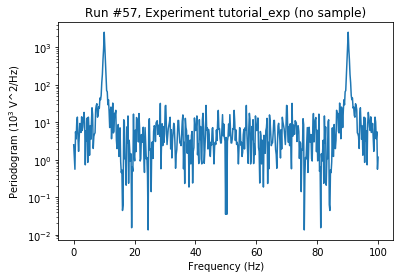 Run #57, Experiment tutorial_exp (no sample)
Periodogram (10³ V^2/Hz)
10³
10²
10¹
10⁰
10⁻¹
10⁻²
0 20 40 60 80 100
Frequency (Hz)